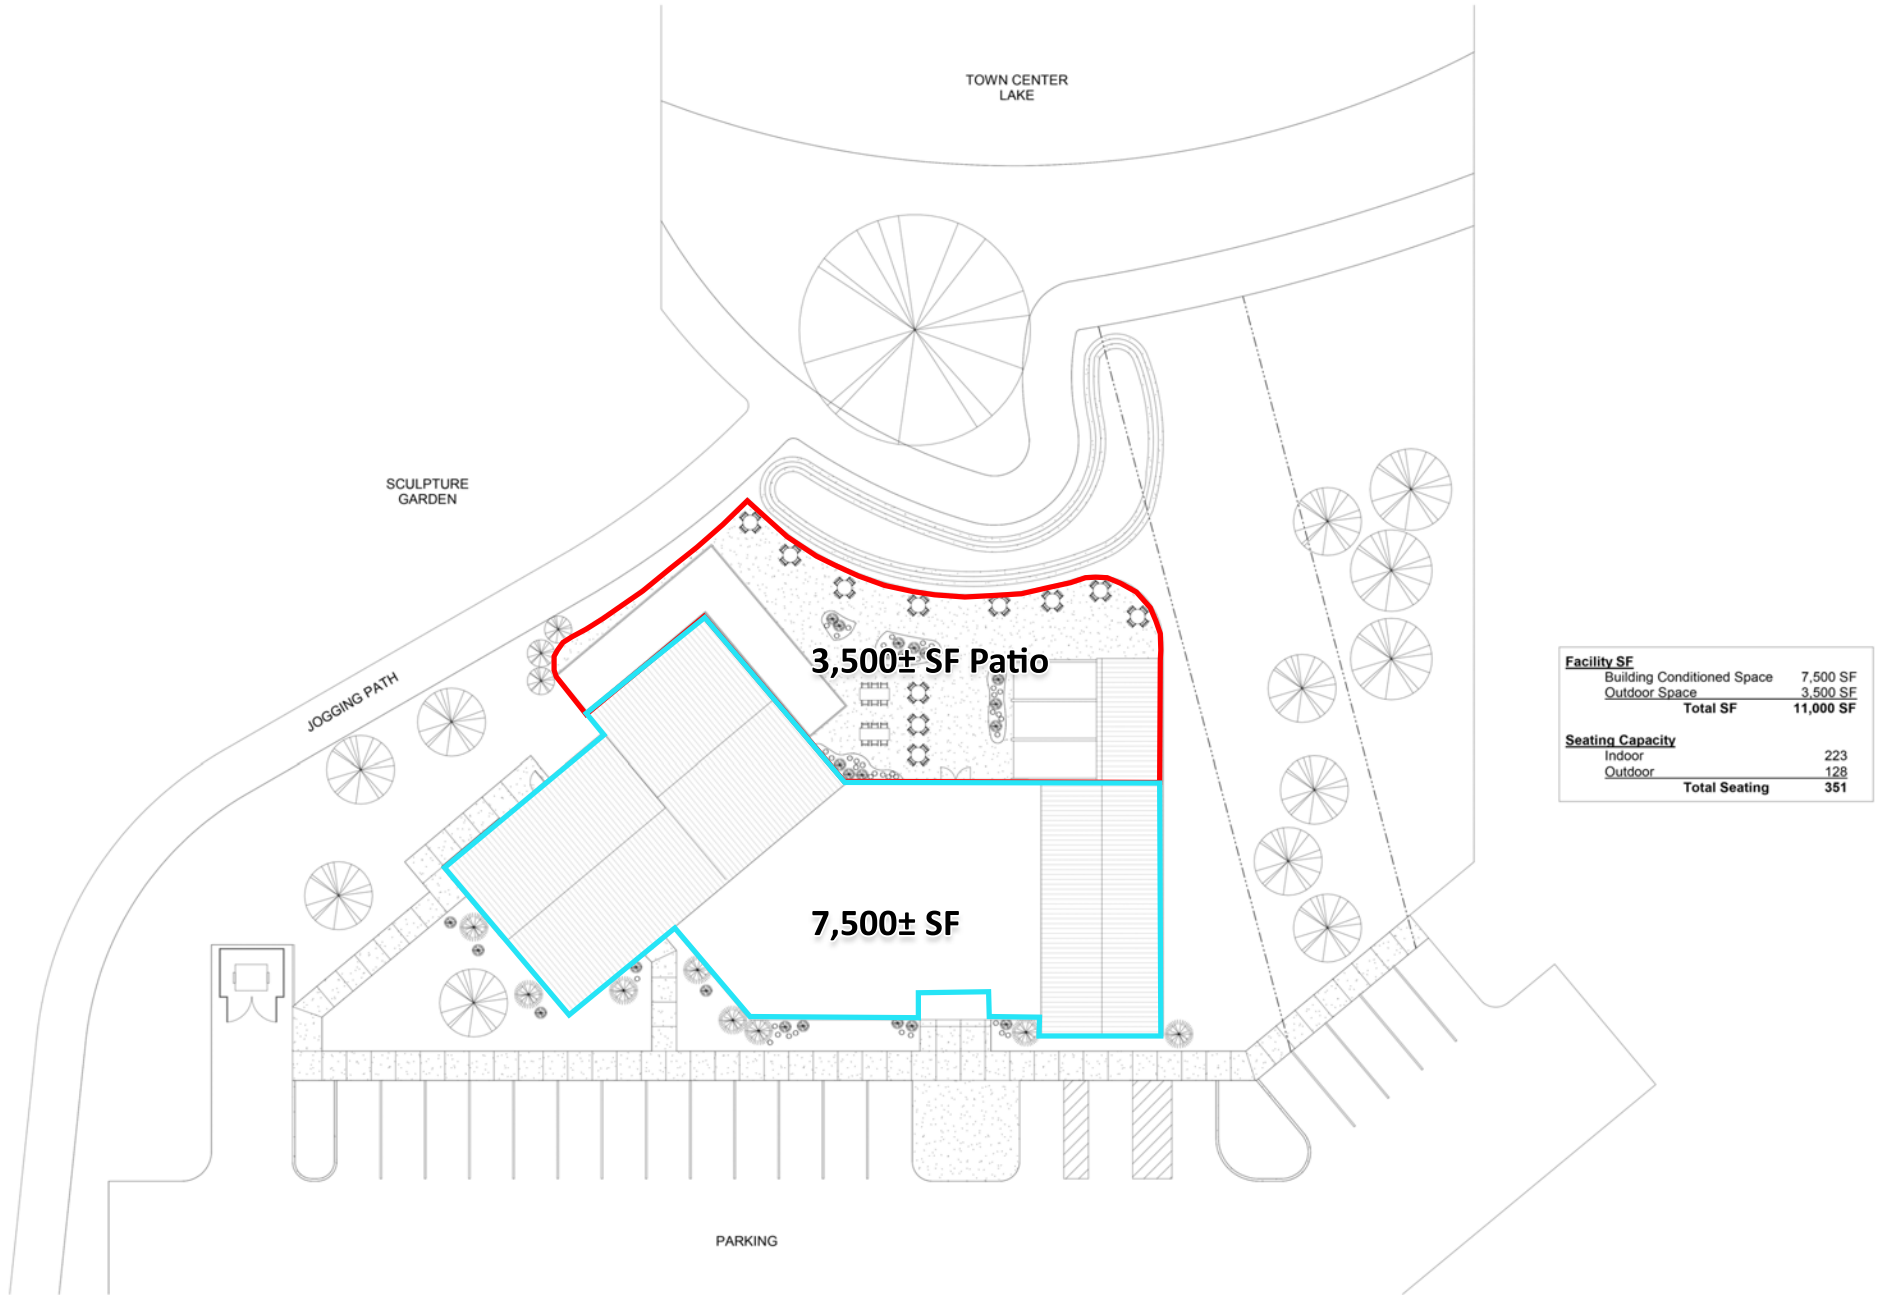 TOWN CENTER
LAKE
SCULPTURE
GARDEN
JOGGING PATH
3,500± SF Patio
7,500± SF
Facility SF
Building Conditioned Space 7,500 SF
Outdoor Space 3,500 SF
Total SF 11,000 SF
Seating Capacity
Indoor 223
Outdoor 128
Total Seating 351
PARKING